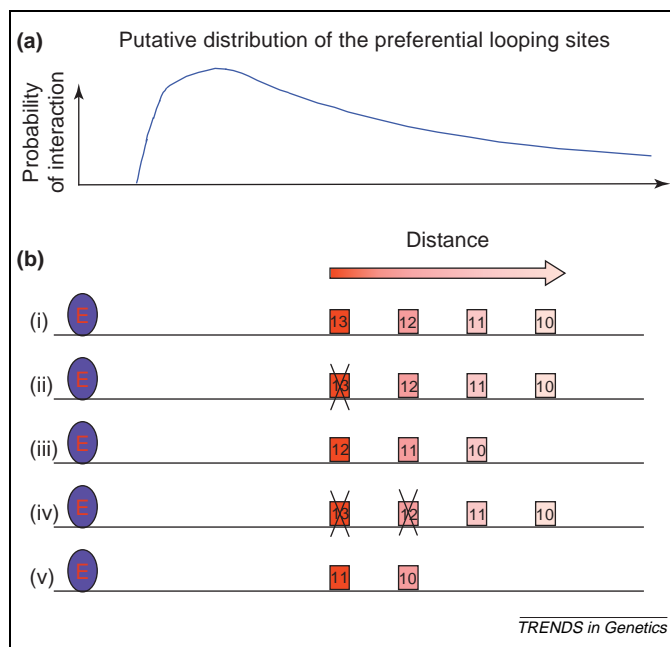 (a) Putative distribution of the preferential looping sites
Probability
of interaction
Distance
(b)
(i) E 13 12 11 10
(ii) E 13 12 11 10
(iii) E 12 11 10
(iv) E 13 12 11 10
(v) E 11 10
TRENDS in Genetics